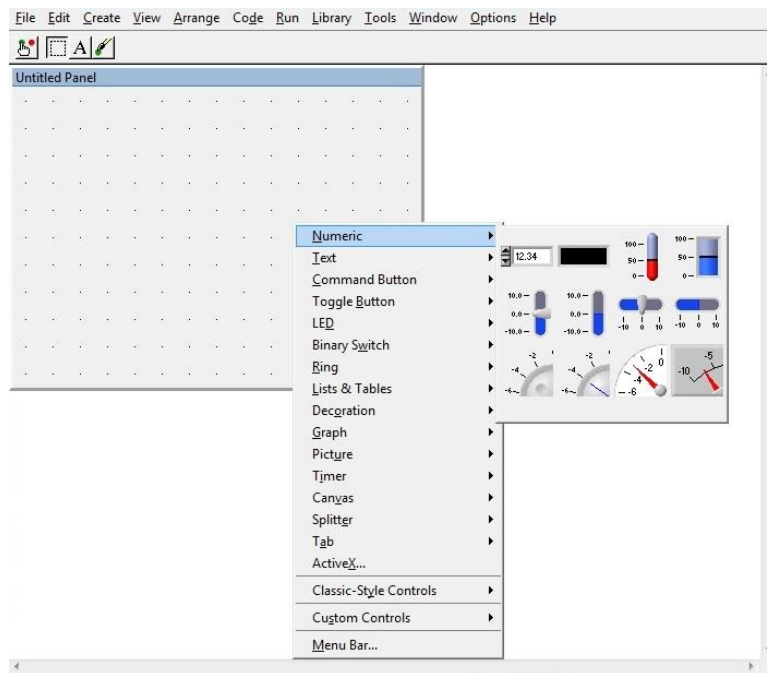 File Edit Create View Arrange Code Run Library Tools Window Options Help
A
Untitled Panel
Numeric
Text
Command Button
Toggle Button
LED
Binary Switch
Ring
Lists & Tables
Decoration
Graph
Picture
Timer
Canvas
Splitter
Tab
ActiveX...
Classic-Style Controls
Custom Controls
Menu Bar...
12.34
100
50
0
100
50
0
10.0
0.0
-10.0
10.0
0.0
-10.0
-10 0 10
-10 0 10
-2
-4
-6
-2
-4
-6
0
-2
-4
-6
-5
-10